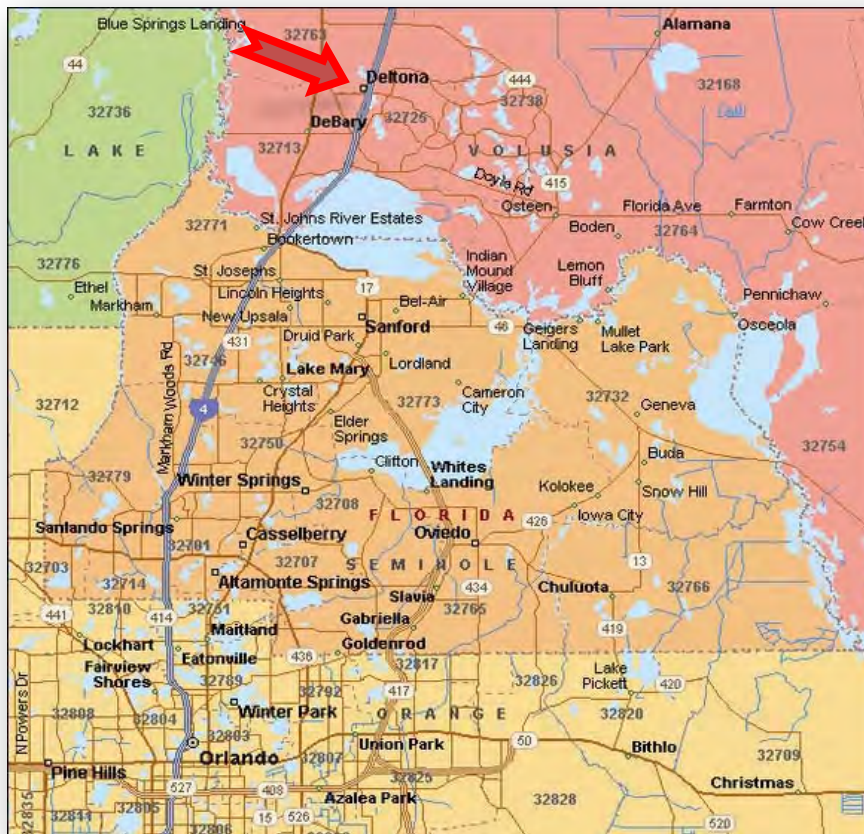 Blue Springs Landing
32763
Alamana
44
Deltona
444
32168
32736
32738
DeBary
32725
LAKE
32713
VOLUSIA
Doyle Rd
415
Osteen
Florida Ave
Farmton
32771
St. Johns River Estates
Boden
32764
Cow Creek
Bookertown
32776
St. Josephs
Indian
Mound
Village
Lemon
Bluff
Ethel
Markham
Lincoln Heights
17
Bel-Air
Pennichaw
New Upsala
Sanford
46
Geigers
Landing
Mullet
Lake Park
Osceola
431
Druid Park
32746
Lordland
Lake Mary
Markham Woods Rd
Crystal
Heights
32773
Cameron
City
32732
32712
4
Geneva
Elder
Springs
32750
32754
32779
Clifton
Whites
Landing
Buda
Winter Springs
Kolokee
Snow Hill
32708
FLORIDA
Iowa City
Sanlando Springs
426
32701
Casselberry
Oviedo
32703
32707
SEMINOLE
13
32714
Altamonte Springs
434
Chuluota
32766
Slavia
32765
441
32810
414
32751
Maitland
Gabriella
419
Lockhart
Goldenrod
Eatonville
436
32817
Fairview
Shores
32789
Lake
Pickett
32792
417
32826
420
N Powers Dr
32808
32804
Winter Park
ORANGE
32820
32803
Union Park
50
Orlando
32807
Bithlo
32709
Pine Hills
32825
527
408
Christmas
32835
Azalea Park
32828
32811
32805
15
526
32806
520